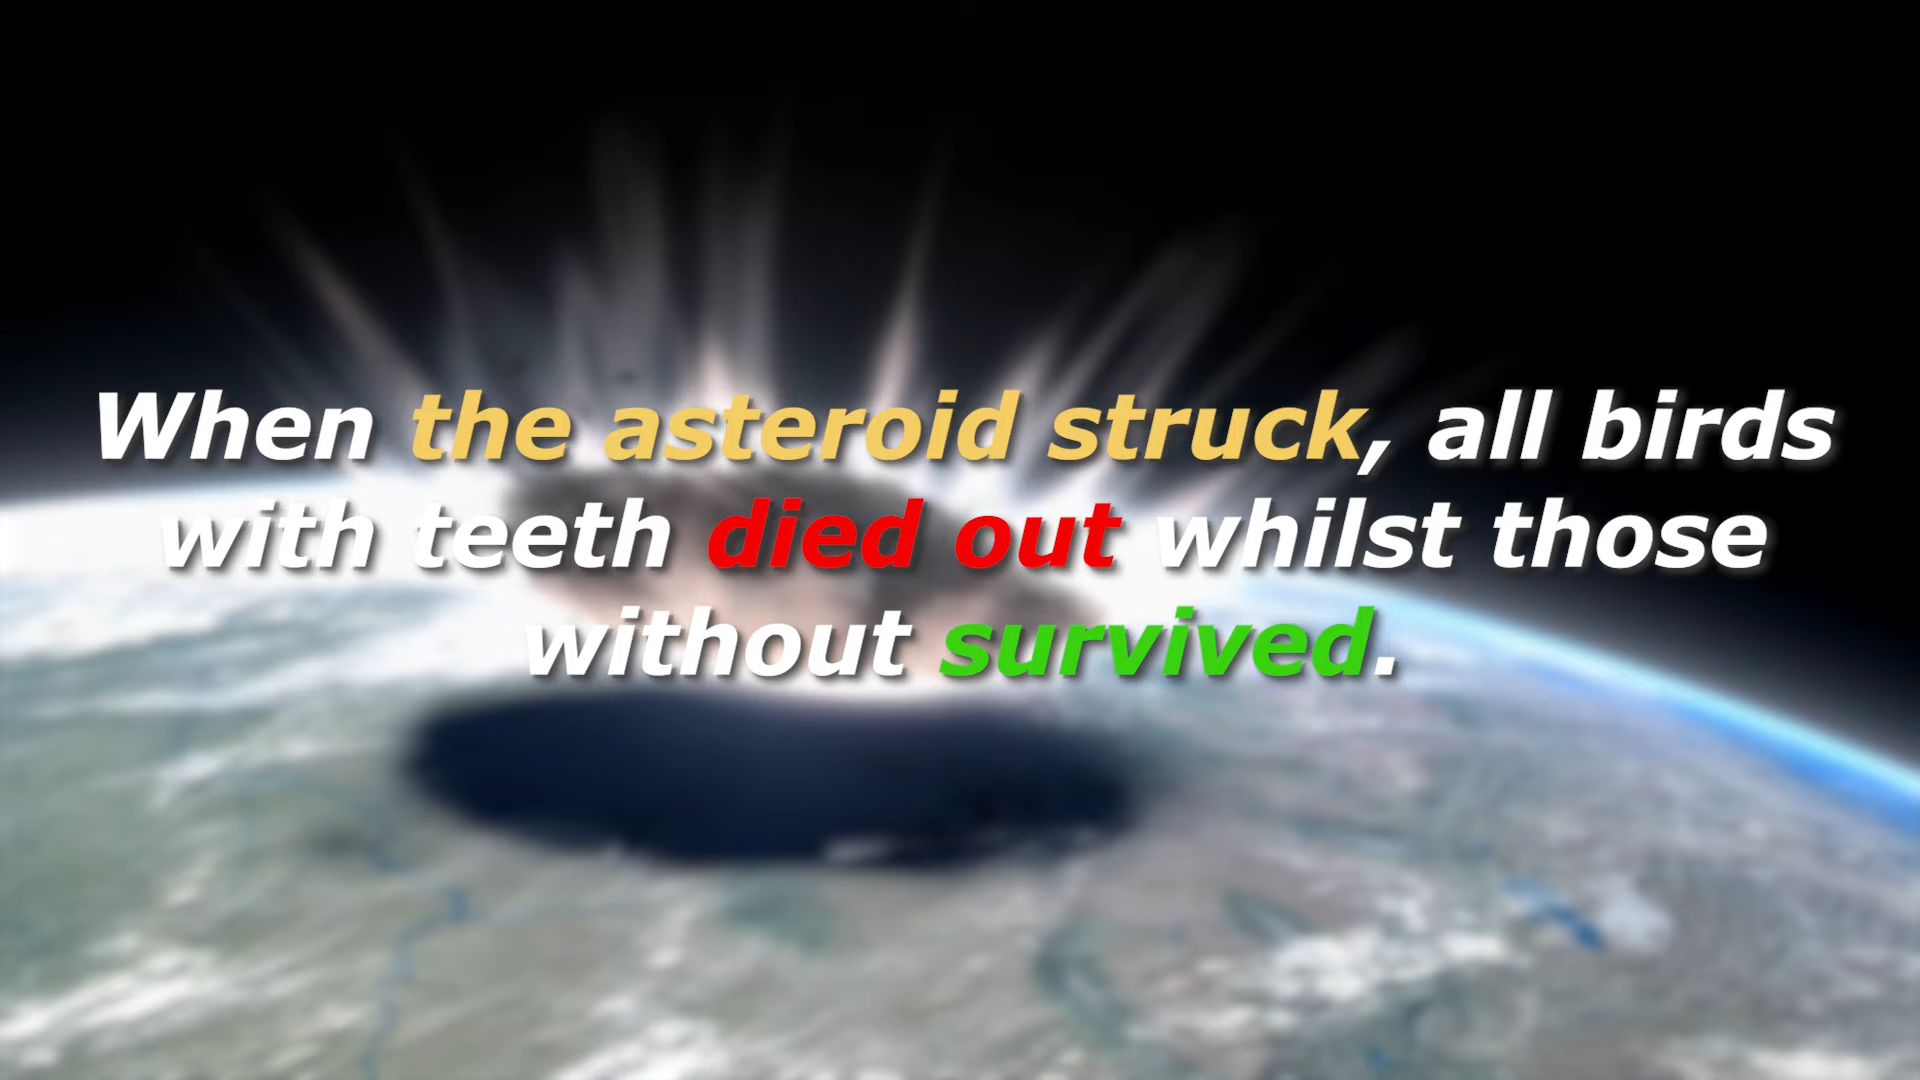 When the asteroid struck, all birds
with teeth died out whilst those
without survived.